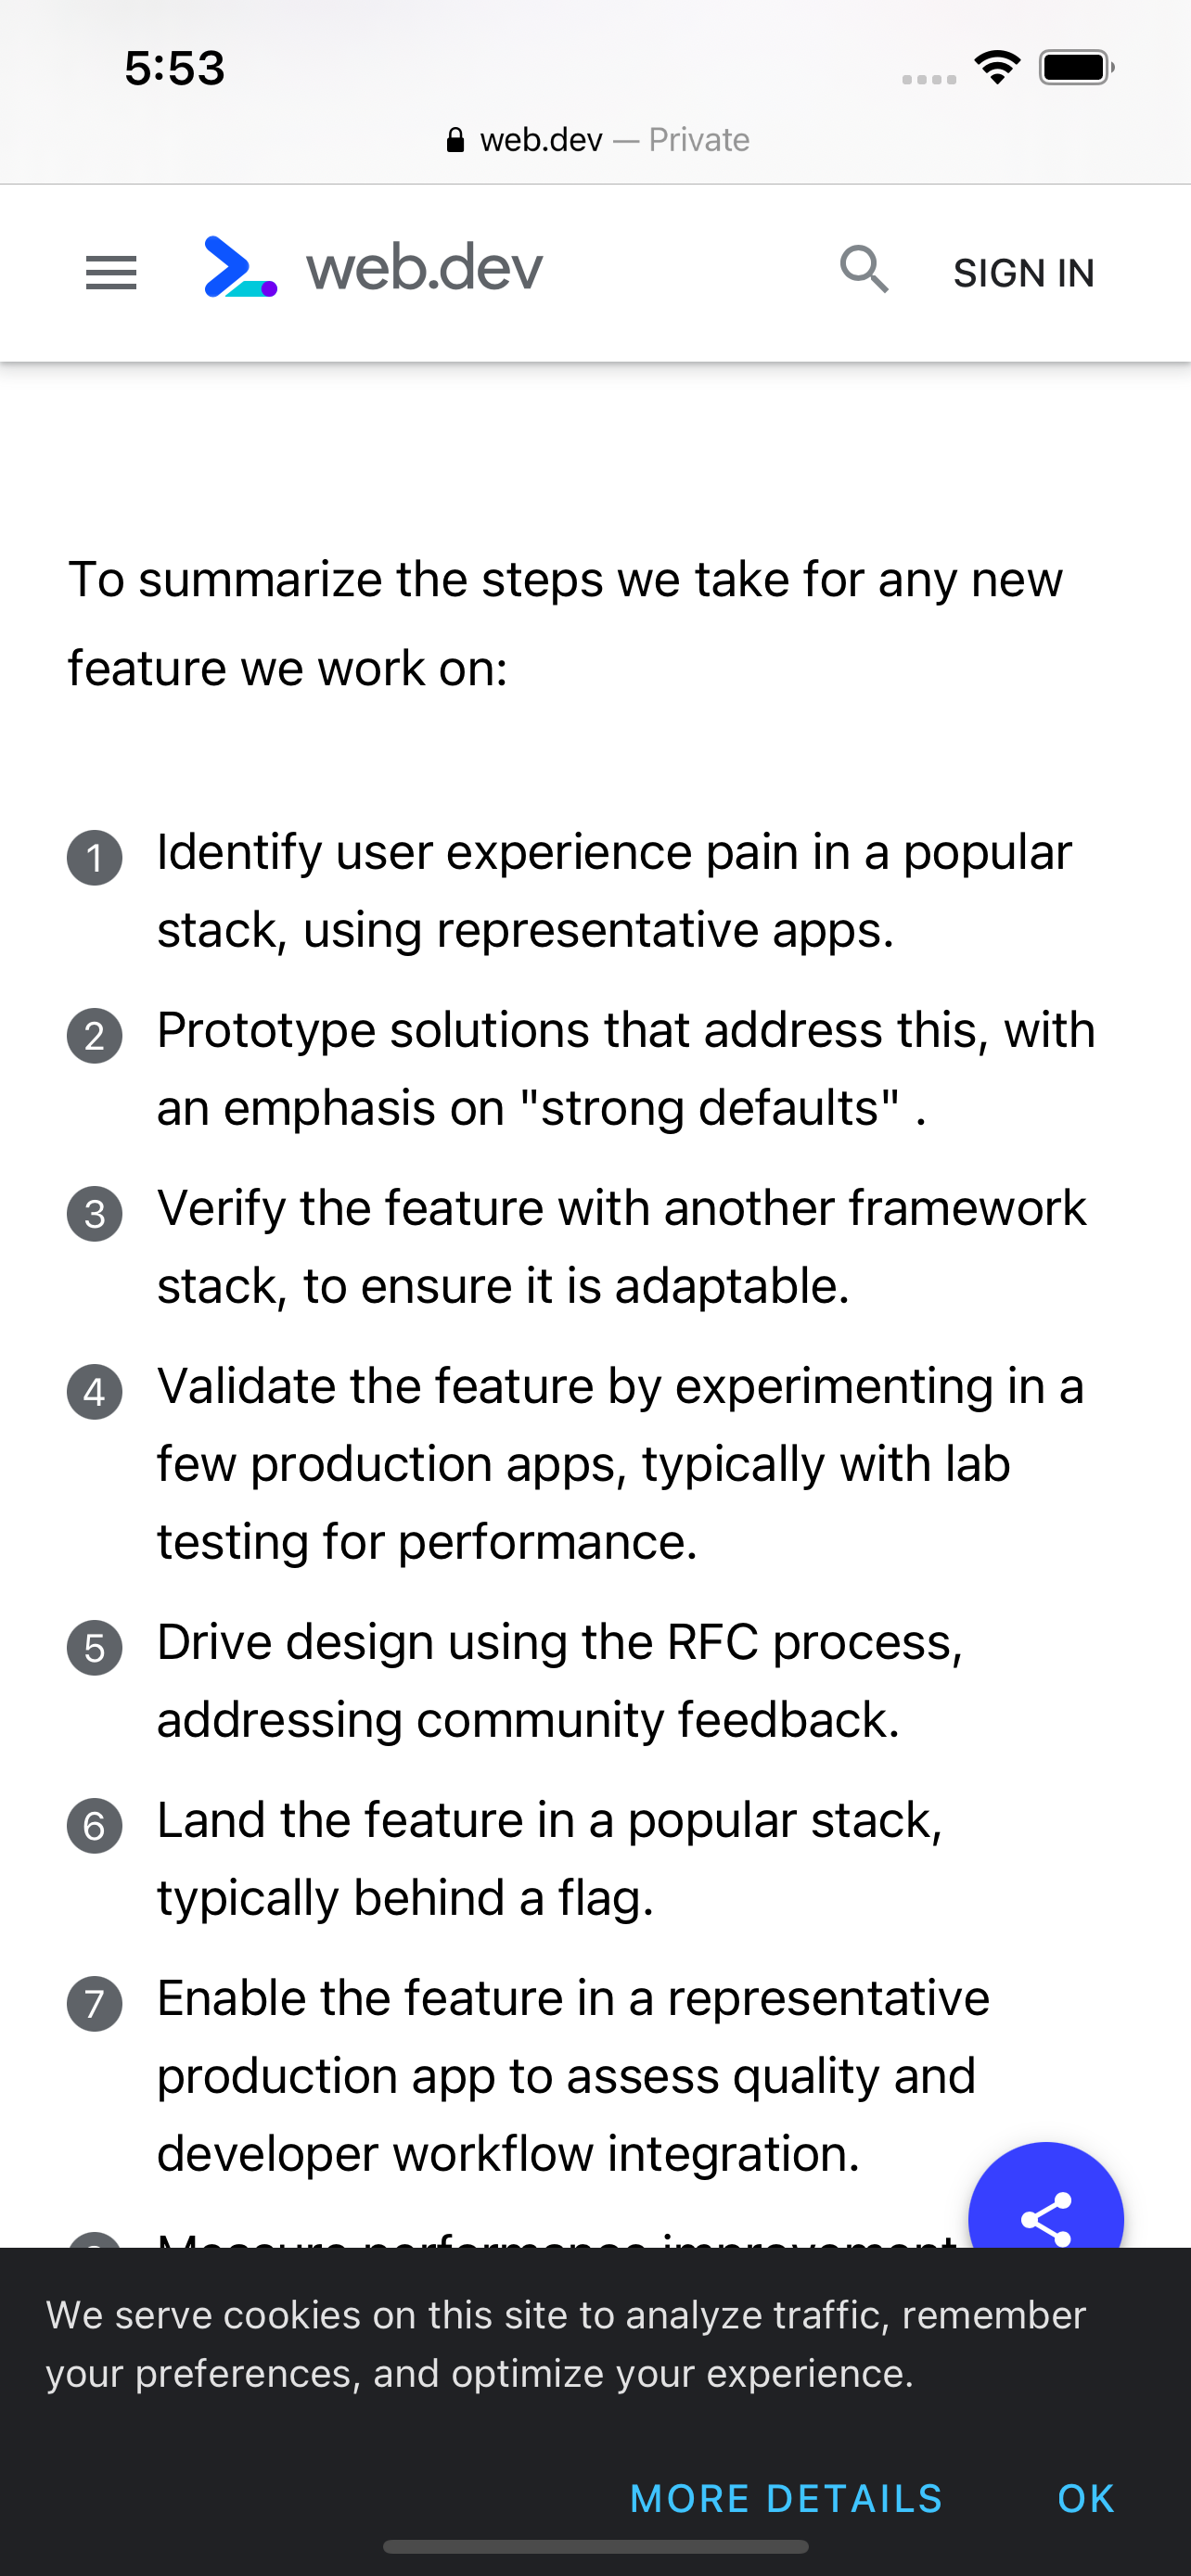 5:53
web.dev — Private
web.dev
SIGN IN
To summarize the steps we take for any new
feature we work on:
1 Identify user experience pain in a popular
stack, using representative apps.
2 Prototype solutions that address this, with
an emphasis on "strong defaults" .
3 Verify the feature with another framework
stack, to ensure it is adaptable.
4 Validate the feature by experimenting in a
few production apps, typically with lab
testing for performance.
5 Drive design using the RFC process,
addressing community feedback.
6 Land the feature in a popular stack,
typically behind a flag.
7 Enable the feature in a representative
production app to assess quality and
developer workflow integration.
Measure performance improvement
We serve cookies on this site to analyze traffic, remember
your preferences, and optimize your experience.
MORE DETAILS
OK